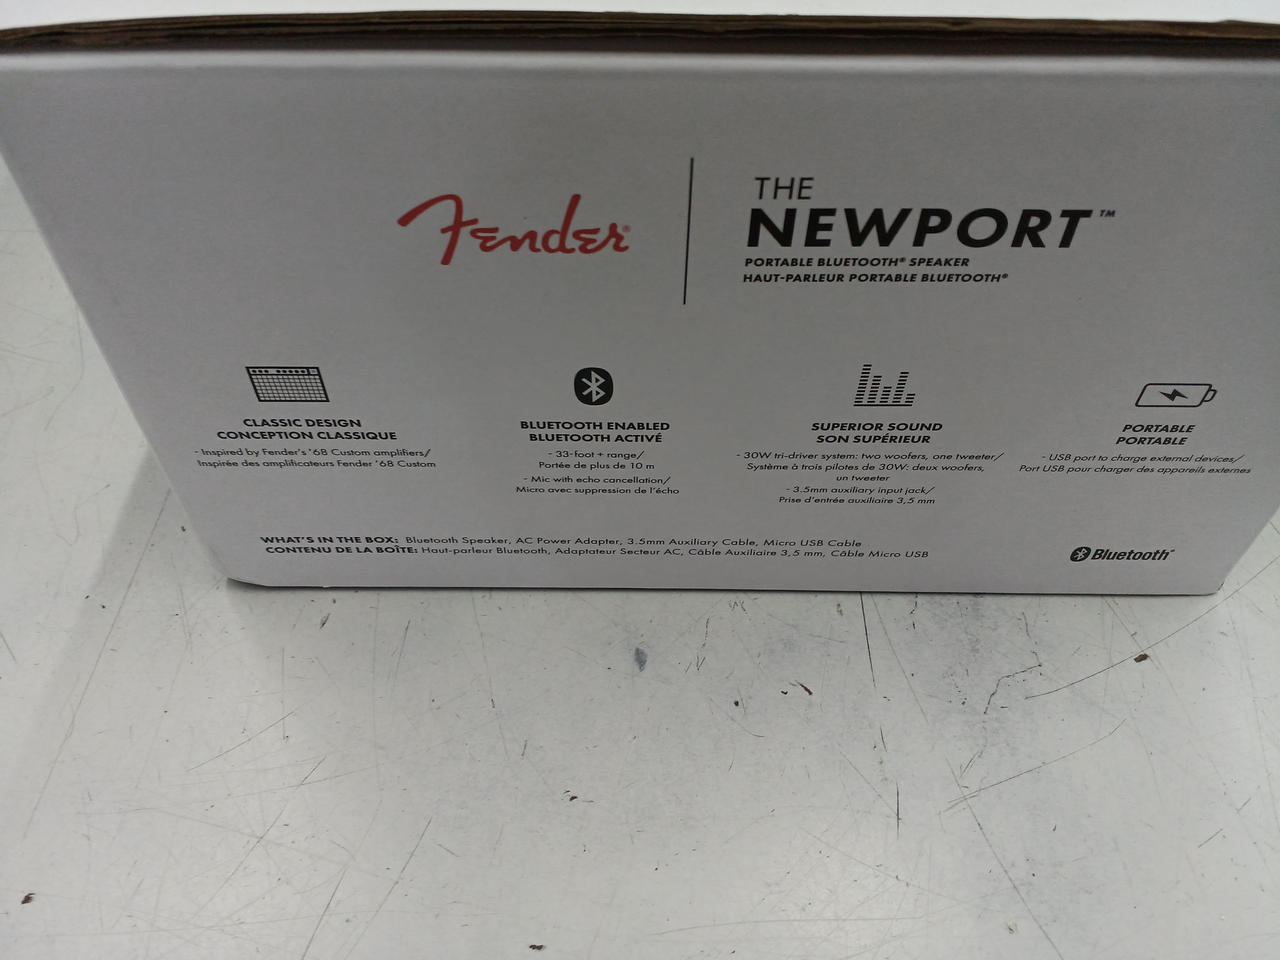 Fender®
THE
NEWPORT™
PORTABLE BLUETOOTH® SPEAKER
HAUT-PARLEUR PORTABLE BLUETOOTH®
CLASSIC DESIGN
CONCEPTION CLASSIQUE
- Inspired by Fender's '68 Custom amplifiers/
Inspirée des amplificateurs Fender '68 Custom
BLUETOOTH ENABLED
BLUETOOTH ACTIVÉ
- 33-foot + range/
Portée de plus de 10 m
- Mic with echo cancellation/
Micro avec suppression de l'écho
SUPERIOR SOUND
SON SUPÉRIEUR
- 30W tri-driver system: two woofers, one tweeter/
Système à trois pilotes de 30W: deux woofers,
un tweeter
- 3.5mm auxiliary input jack/
Prise d'entrée auxiliaire 3,5 mm
PORTABLE
PORTABLE
- USB port to charge external devices/
Port USB pour charger des appareils externes
WHAT'S IN THE BOX: Bluetooth Speaker, AC Power Adapter, 3.5mm Auxiliary Cable, Micro USB Cable
CONTENU DE LA BOÎTE: Haut-parleur Bluetooth, Adaptateur Secteur AC, Câble Auxiliaire 3,5 mm, Câble Micro USB
Bluetooth®